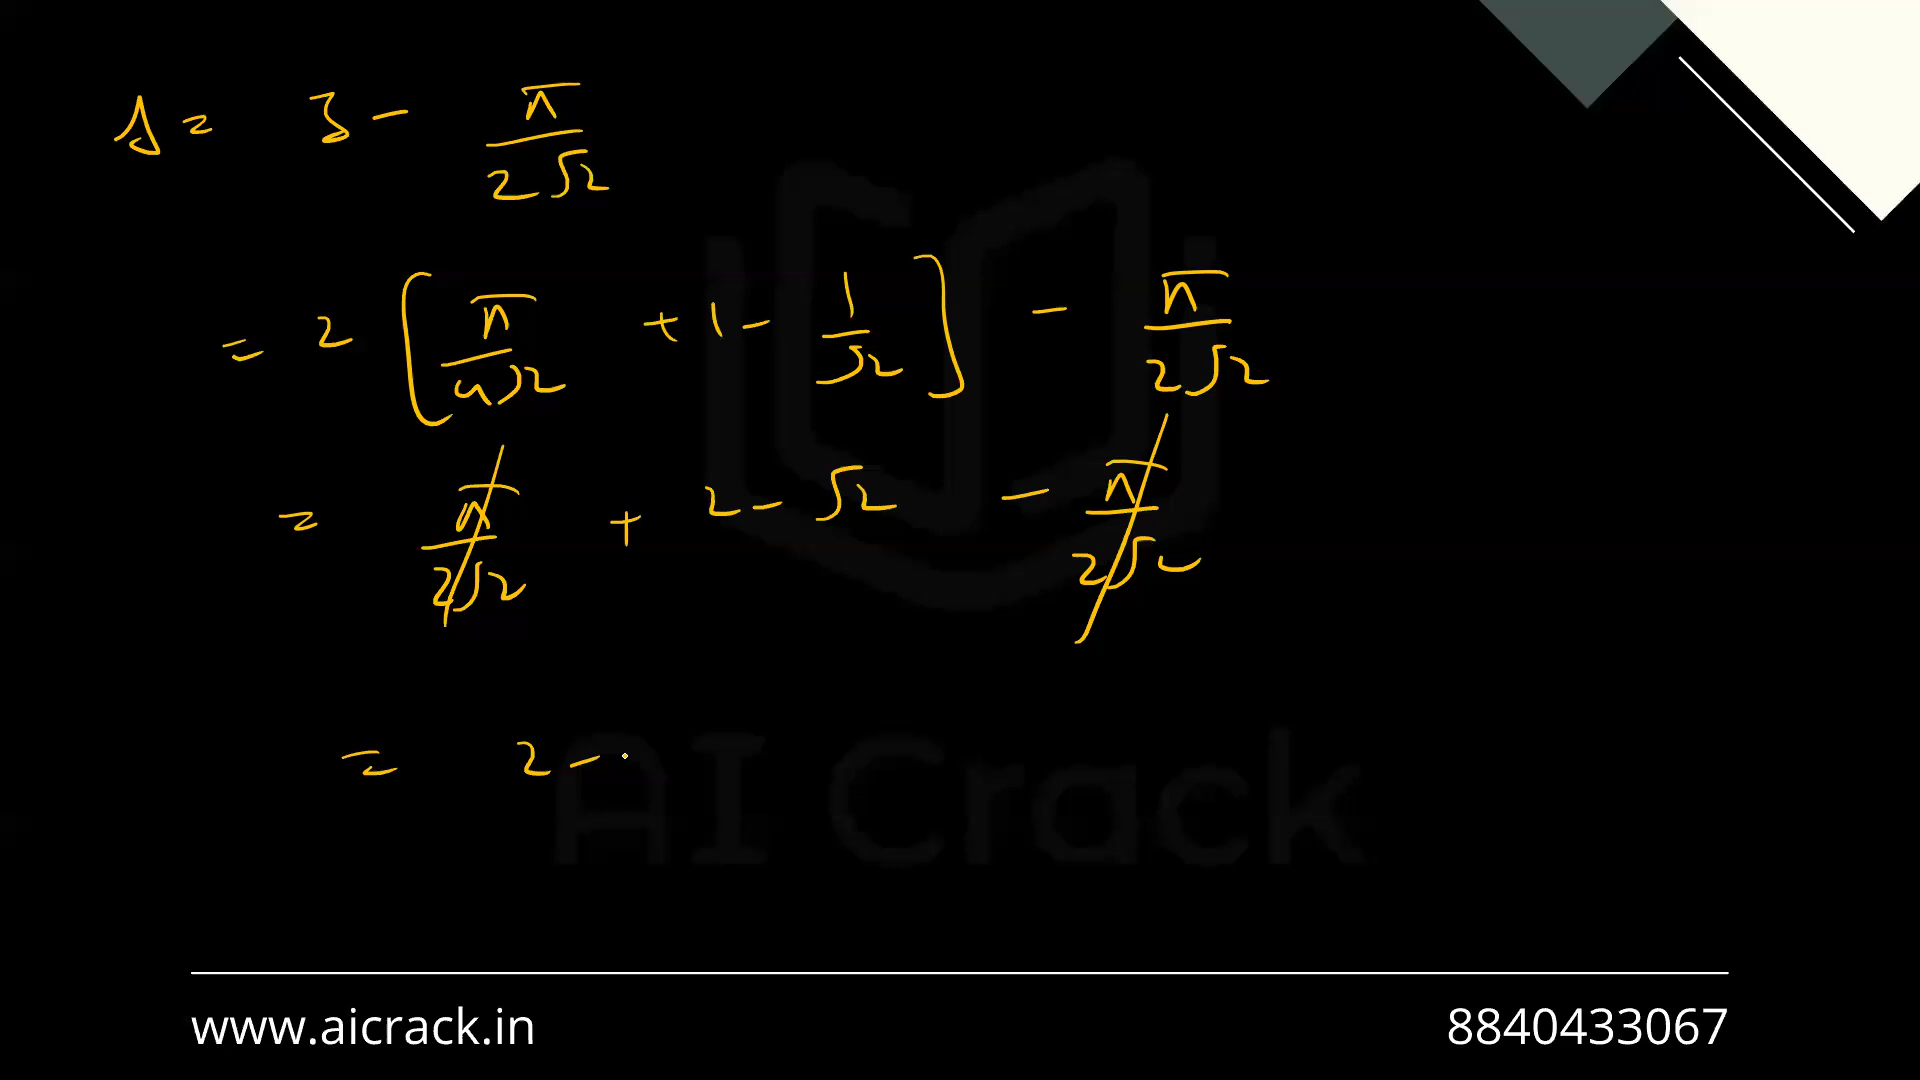 s = 3 - π/2√2
= 2 [π/4√2 + 1 - 1/√2] - π/2√2
= π/2√2 + 2 - √2 - π/2√2
= 2 -
AI Crack
www.aicrack.in
8840433067